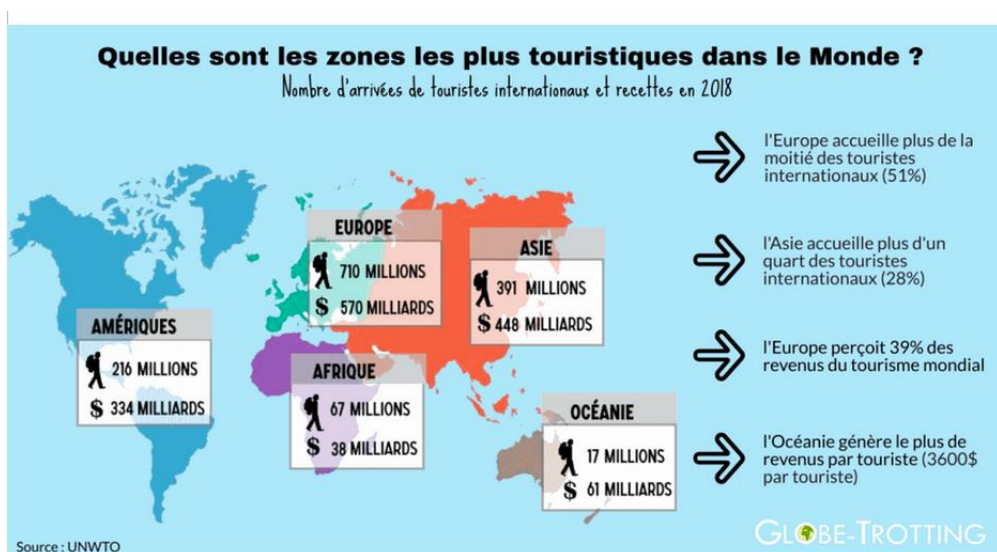 Quelles sont les zones les plus touristiques dans le Monde ?
Nombre d'arrivées de touristes internationaux et recettes en 2018
l'Europe accueille plus de la
moitié des touristes
internationaux (51%)
l'Asie accueille plus d'un
quart des touristes
internationaux (28%)
l'Europe perçoit 39% des
revenus du tourisme mondial
l'Océanie génère le plus de
revenus par touriste (3600$
par touriste)
EUROPE
710 MILLIONS
$ 570 MILLIARDS
ASIE
391 MILLIONS
$ 448 MILLIARDS
AMÉRIQUES
216 MILLIONS
$ 334 MILLIARDS
AFRIQUE
67 MILLIONS
$ 38 MILLIARDS
OCÉANIE
17 MILLIONS
$ 61 MILLIARDS
Source : UNWTO
GLOBE-TROTTING